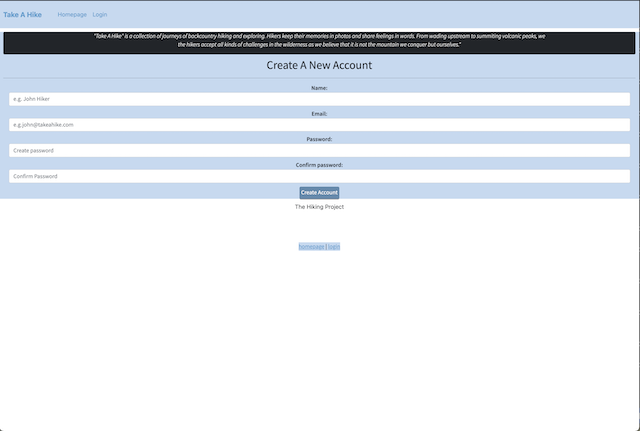 Take A Hike Homepage Login
"Take A Hike" is a collection of journeys of backcountry hiking and exploring. Hikers keep their memories in photos and share feelings in words. From wading upstream to summiting volcanic peaks, we
the hikers accept all kinds of challenges in the wilderness as we believe that it is not the mountain we conquer but ourselves."
Create A New Account
Name:
e.g; John Hiker
Email:
e.g.john@takeahike.com
Password:
Create password
Confirm password:
Confirm Password
Create Account
The Hiking Project
homepage | login